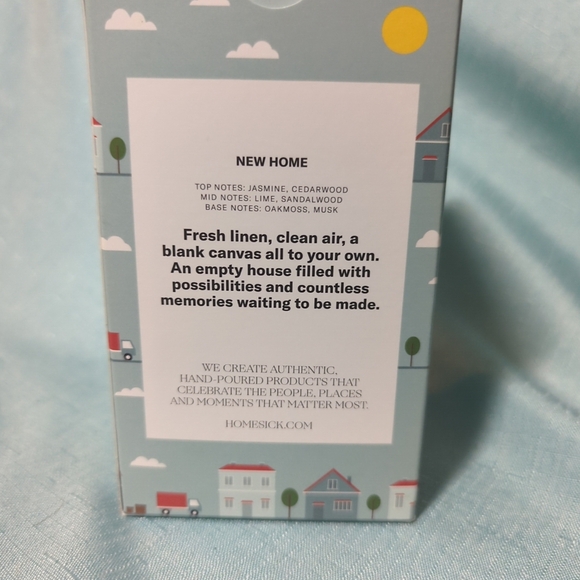 NEW HOME
TOP NOTES: JASMINE, CEDARWOOD
MID NOTES: LIME, SANDALWOOD
BASE NOTES: OAKMOSS, MUSK
Fresh linen, clean air, a
blank canvas all to your own.
An empty house filled with
possibilities and countless
memories waiting to be made.
WE CREATE AUTHENTIC,
HAND-POURED PRODUCTS THAT
CELEBRATE THE PEOPLE, PLACES
AND MOMENTS THAT MATTER MOST.
HOMESICK.COM